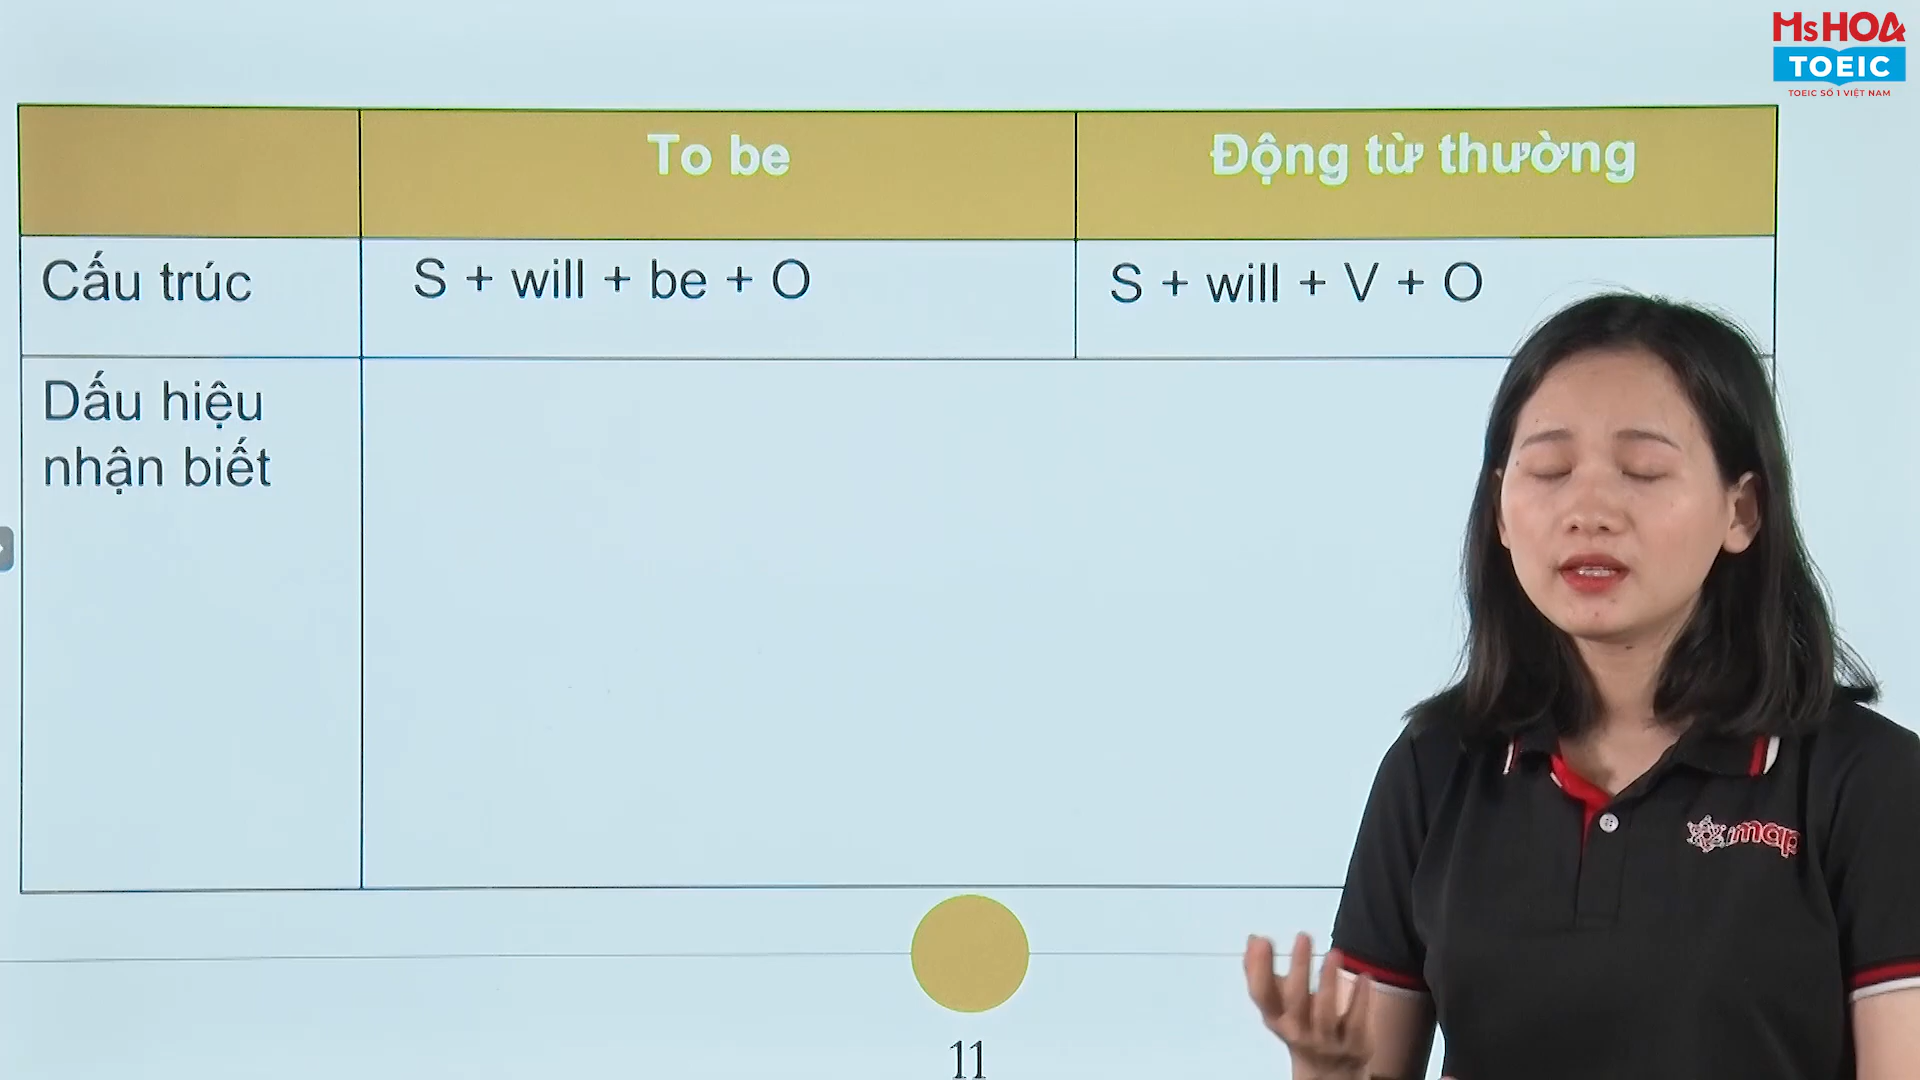 MsHOA
TOEIC
TOEIC SỐ 1 VIỆT NAM
To be
Động từ thường
Cấu trúc
S + will + be + O
S + will + V + O
Dấu hiệu
nhận biết
imap
11